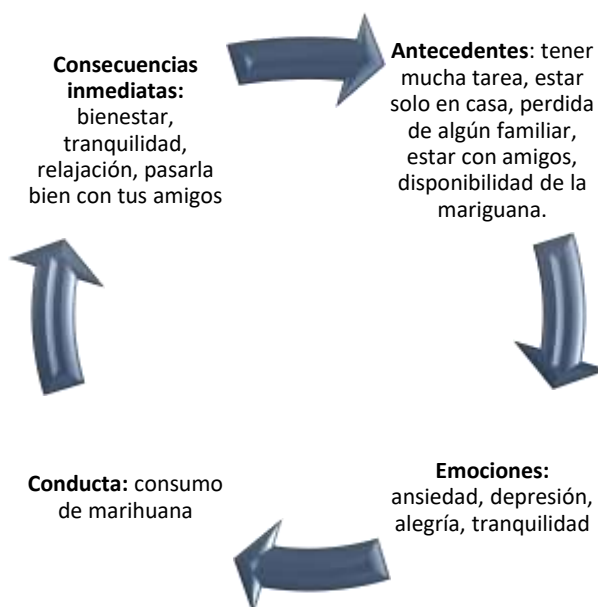 Consecuencias
inmediatas:
bienestar,
tranquilidad,
relajación, pasarla
bien con tus amigos
Antecedentes: tener
mucha tarea, estar
solo en casa, perdida
de algún familiar,
estar con amigos,
disponibilidad de la
mariguana.
Emociones:
ansiedad, depresión,
alegría, tranquilidad
Conducta: consumo
de marihuana